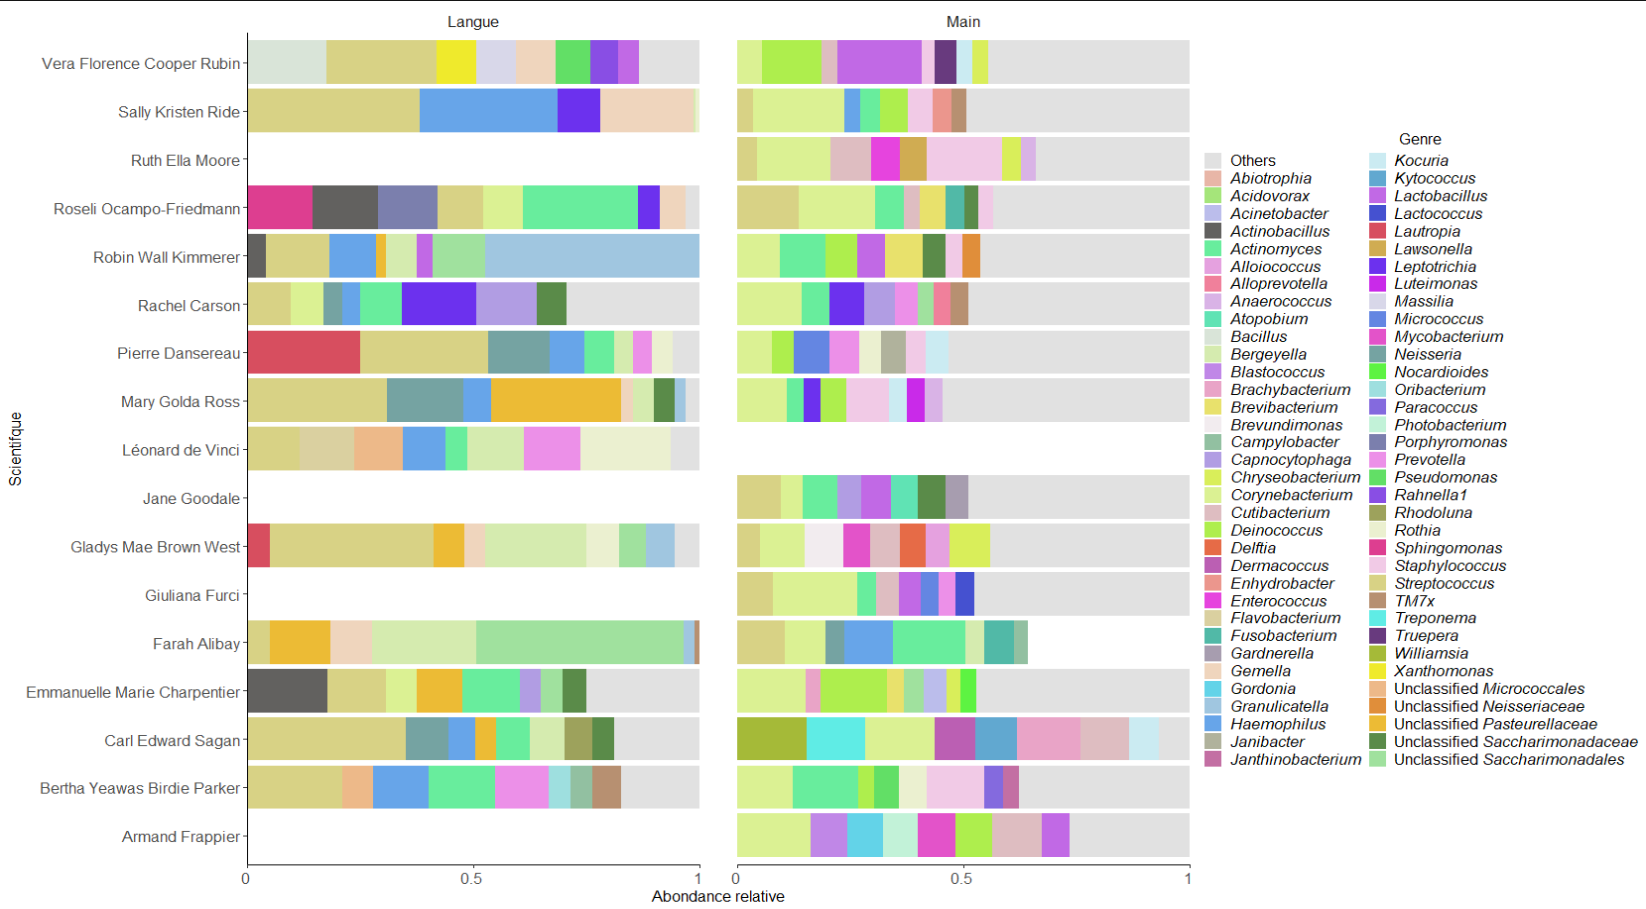 Langue
Main
Vera Florence Cooper Rubin
Sally Kristen Ride
Ruth Ella Moore
Roseli Ocampo-Friedmann
Robin Wall Kimmerer
Rachel Carson
Pierre Dansereau
Mary Golda Ross
Léonard de Vinci
Jane Goodale
Gladys Mae Brown West
Giuliana Furci
Farah Alibay
Emmanuelle Marie Charpentier
Carl Edward Sagan
Bertha Yeawas Birdie Parker
Armand Frappier
Scientifque
0
0.5
1
0
0.5
1
Abondance relative
Genre
Others
Abiotrophia
Acidovorax
Acinetobacter
Actinobacillus
Actinomyces
Alloiococcus
Alloprevotella
Anaerococcus
Atopobium
Bacillus
Bergeyella
Blastococcus
Brachybacterium
Brevibacterium
Brevundimonas
Campylobacter
Capnocytophaga
Chryseobacterium
Corynebacterium
Cutibacterium
Deinococcus
Delftia
Dermacoccus
Enhydrobacter
Enterococcus
Flavobacterium
Fusobacterium
Gardnerella
Gemella
Gordonia
Granulicatella
Haemophilus
Janibacter
Janthinobacterium
Kocuria
Kytococcus
Lactobacillus
Lactococcus
Lautropia
Lawsonella
Leptotrichia
Luteimonas
Massilia
Micrococcus
Mycobacterium
Neisseria
Nocardioides
Oribacterium
Paracoccus
Photobacterium
Porphyromonas
Prevotella
Pseudomonas
Rahnella1
Rhodoluna
Rothia
Sphingomonas
Staphylococcus
Streptococcus
TM7x
Treponema
Truepera
Williamsia
Xanthomonas
Unclassified Micrococcales
Unclassified Neisseriaceae
Unclassified Pasteurellaceae
Unclassified Saccharimonadaceae
Unclassified Saccharimonadales